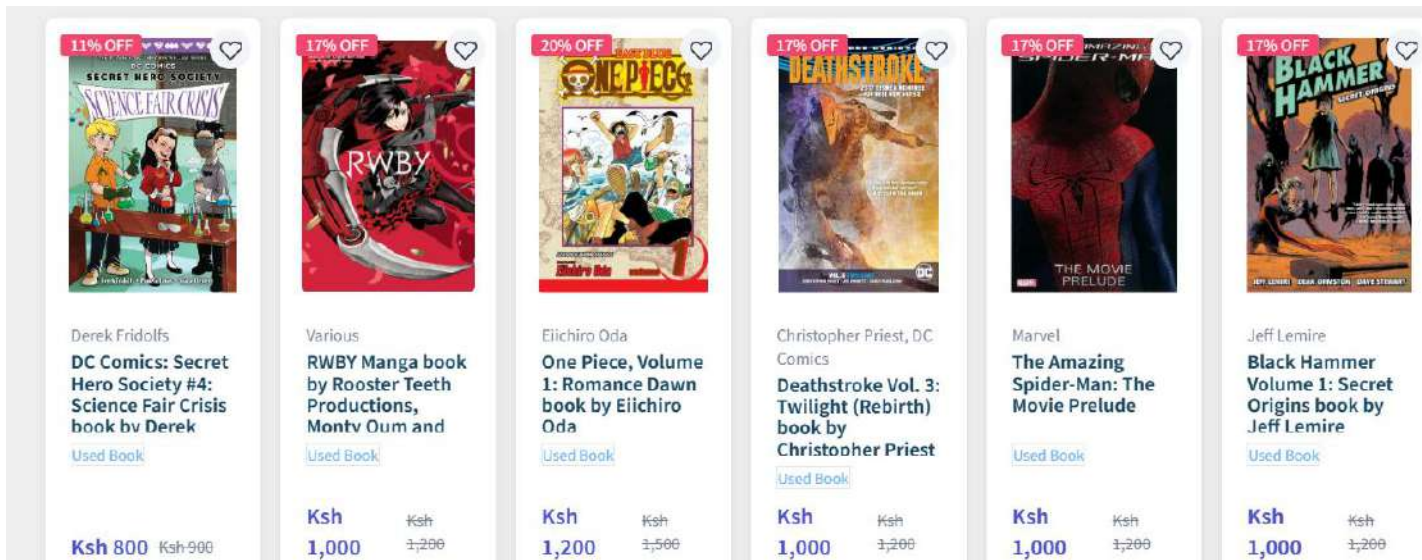 11% OFF
DC COMICS
SECRET HERO SOCIETY
SCIENCE FAIR CRISIS
Derek Fridolfs
DC Comics: Secret
Hero Society #4:
Science Fair Crisis
book by Derek
Used Book
Ksh 800 Ksh 900
17% OFF
RWBY
Various
RWBY Manga book
by Rooster Teeth
Productions,
Monty Oum and
Used Book
Ksh
1,000
Ksh
1,200
20% OFF
ONE PIECE
Eiichiro Oda
1
Eiichiro Oda
One Piece, Volume
1: Romance Dawn
book by Eiichiro
Oda
Used Book
Ksh
1,200
Ksh
1,500
17% OFF
DEATHSTROKE
DC
Christopher Priest, DC
Comics
Deathstroke Vol. 3:
Twilight (Rebirth)
book by
Christopher Priest
Used Book
Ksh
1,000
Ksh
1,200
17% OFF
SPIDER-MAN
THE MOVIE
PRELUDE
Marvel
The Amazing
Spider-Man: The
Movie Prelude
Used Book
Ksh
1,000
Ksh
1,200
17% OFF
BLACK
HAMMER
SECRET ORIGINS
JEFF LEMIRE DEAN ORMSTON DAVE STEWART
Jeff Lemire
Black Hammer
Volume 1: Secret
Origins book by
Jeff Lemire
Used Book
Ksh
1,000
Ksh
1,200